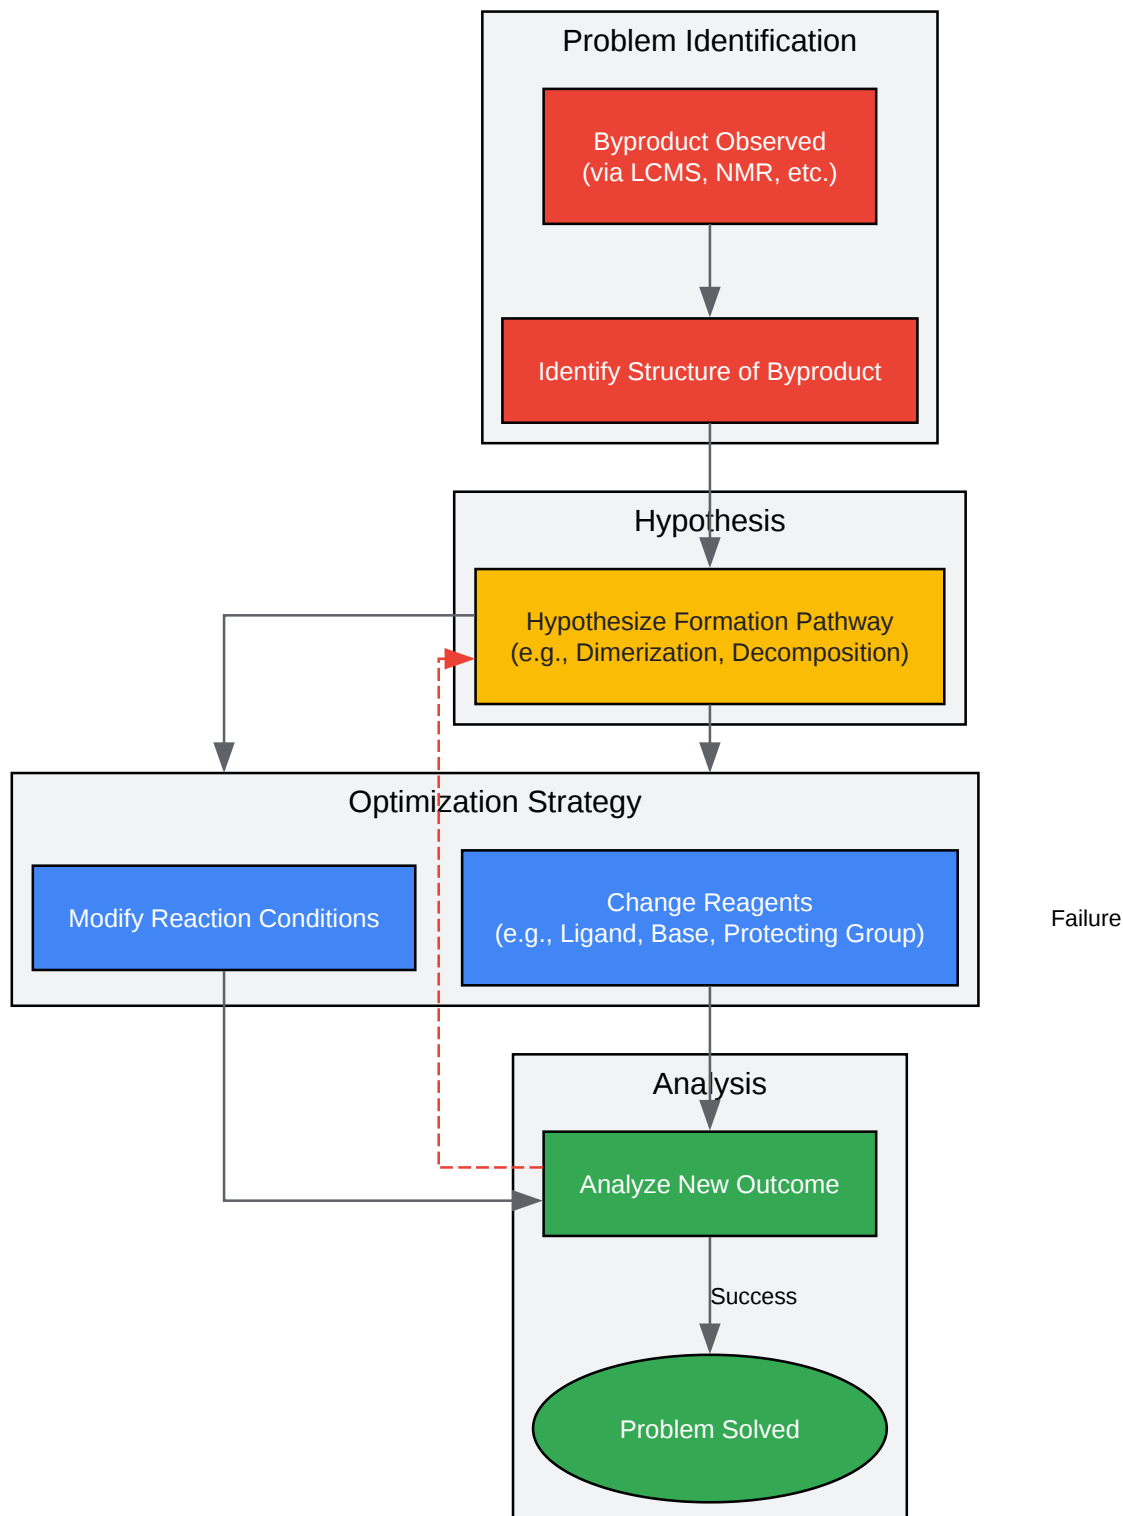 Problem Identification
Byproduct Observed
(via LCMS, NMR, etc.)
Identify Structure of Byproduct
Hypothesis
Hypothesize Formation Pathway
(e.g., Dimerization, Decomposition)
Optimization Strategy
Modify Reaction Conditions
Change Reagents
(e.g., Ligand, Base, Protecting Group)
Failure
Analysis
Analyze New Outcome
Success
Problem Solved